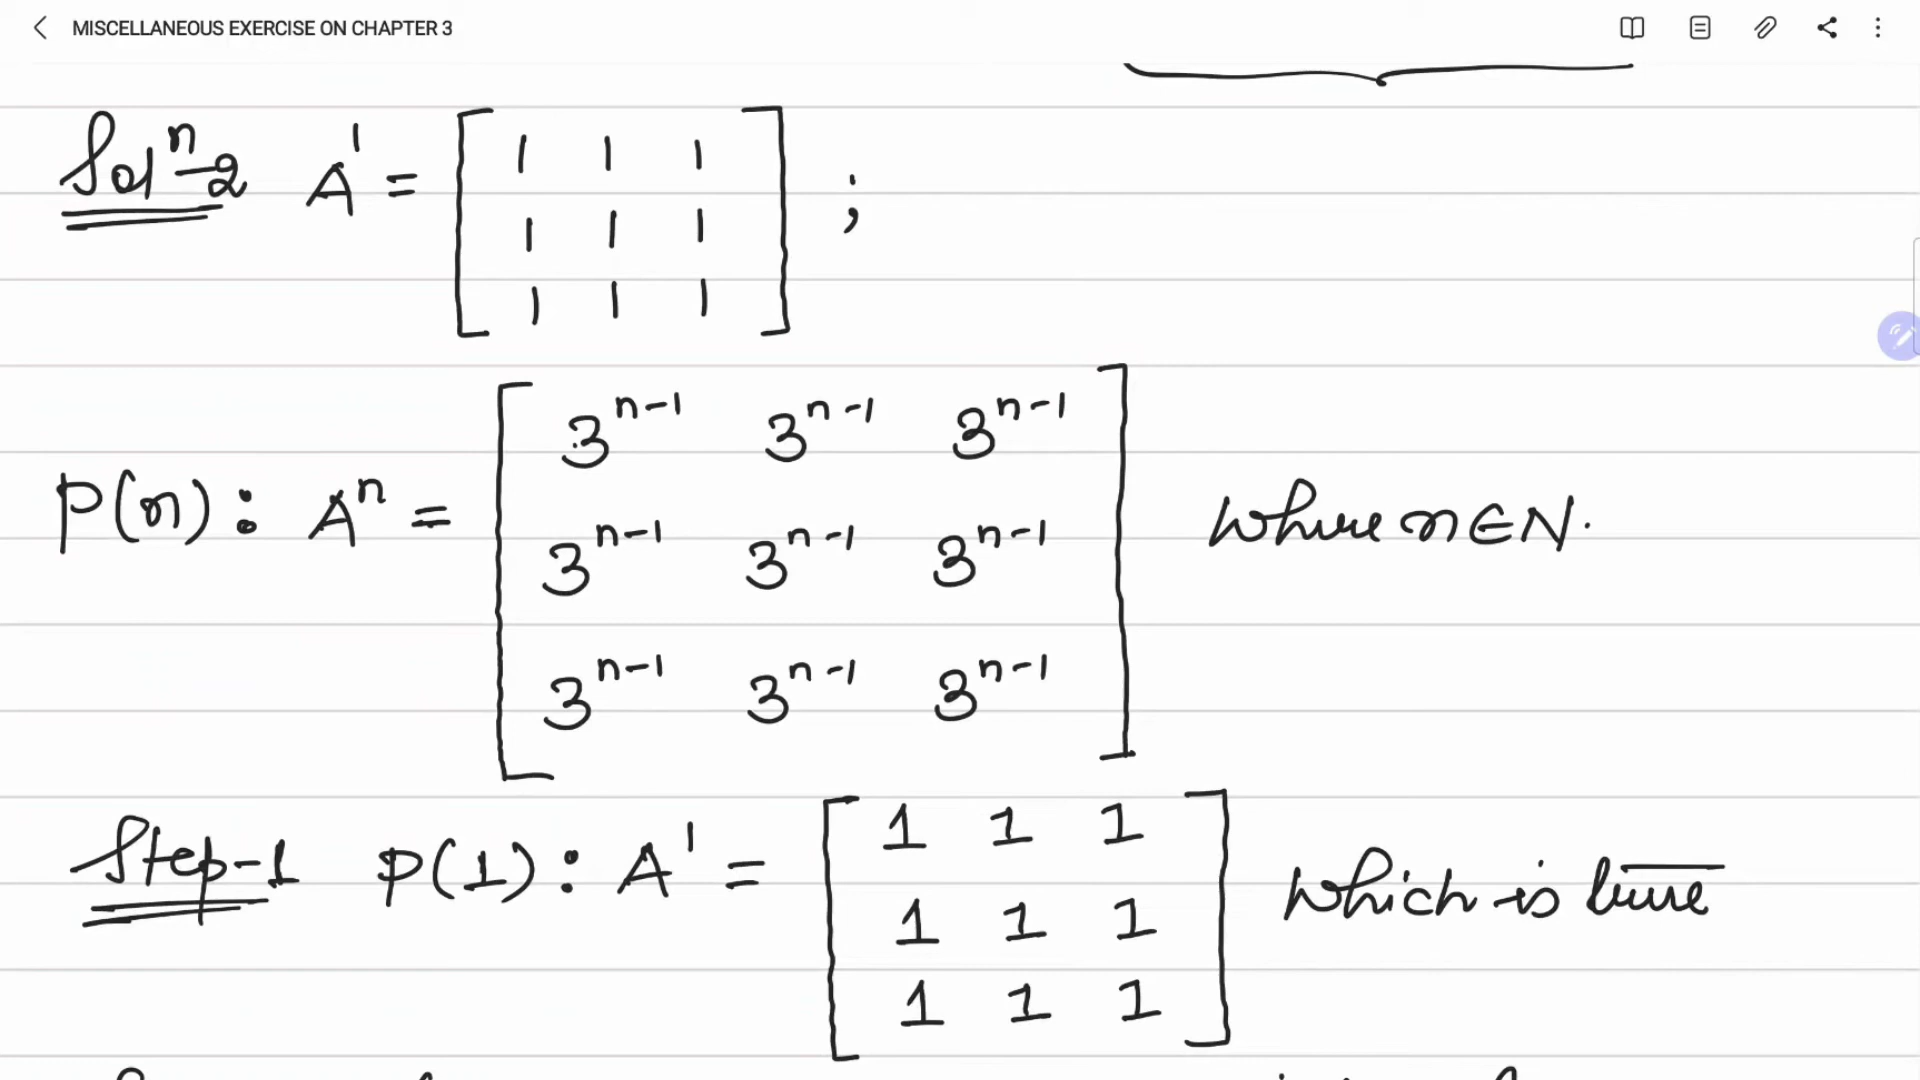 MISCELLANEOUS EXERCISE ON CHAPTER 3
Solⁿ-2 A¹ = [ 1 1 1 ;
1 1 1
1 1 1 ]
P(n): Aⁿ = [ 3ⁿ⁻¹ 3ⁿ⁻¹ 3ⁿ⁻¹
3ⁿ⁻¹ 3ⁿ⁻¹ 3ⁿ⁻¹ where n∈N.
3ⁿ⁻¹ 3ⁿ⁻¹ 3ⁿ⁻¹ ]
Step-1 P(1): A¹ = [ 1 1 1
1 1 1 which is true
1 1 1 ]